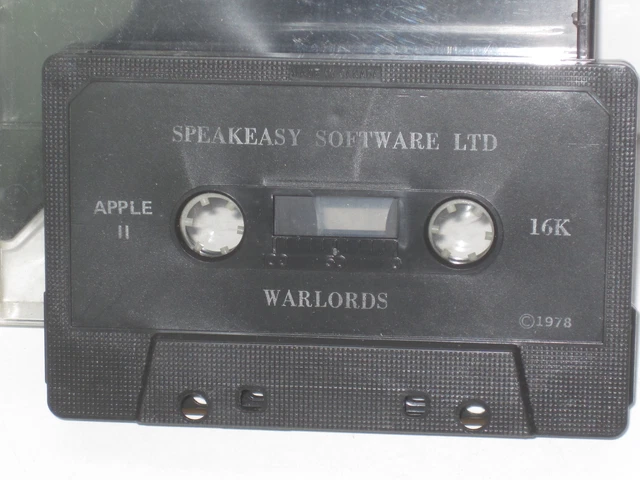 SPEAKEASY SOFTWARE LTD
APPLE
II
16K
WARLORDS
©1978